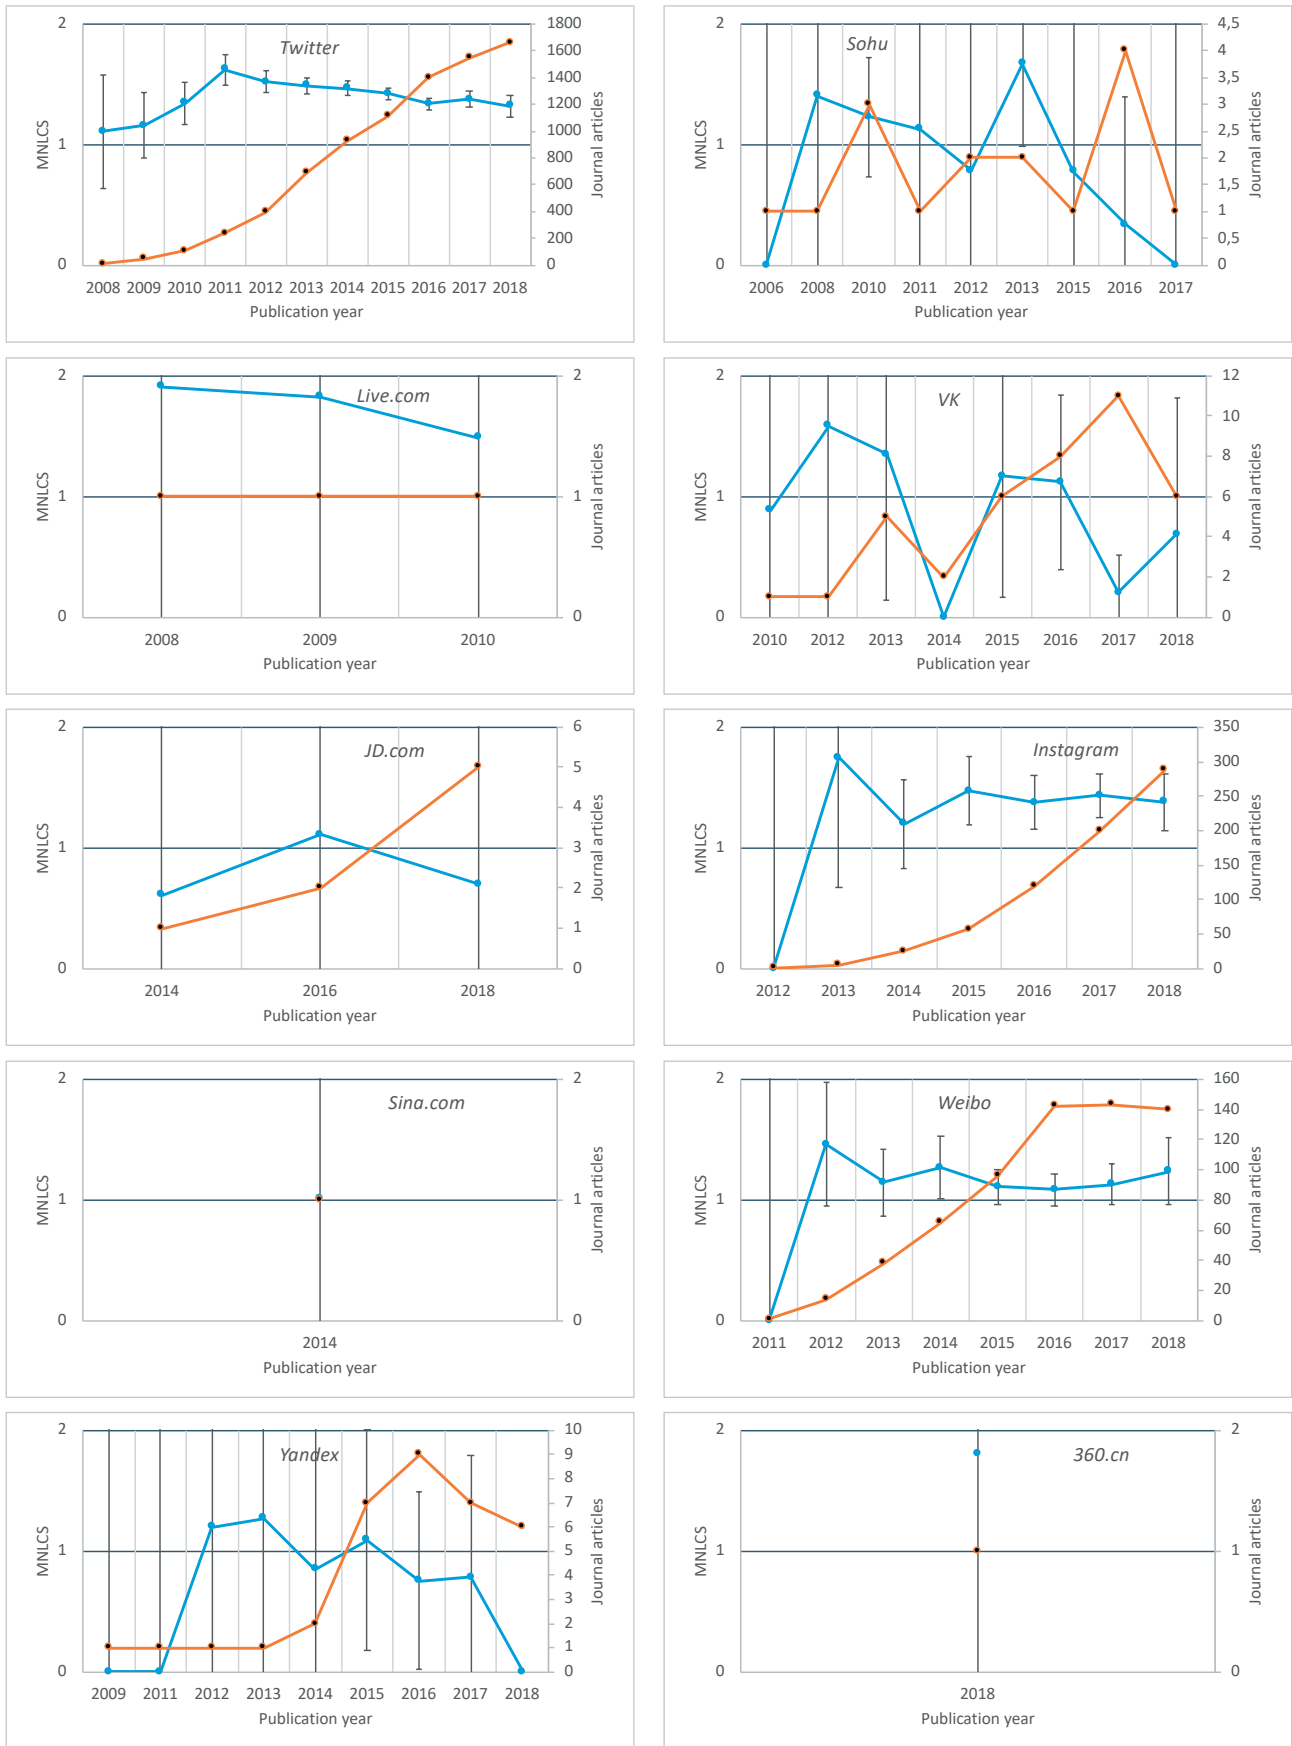 Twitter
MNLCS
Journal articles
2
1
0
1800
1600
1400
1200
1000
800
600
400
200
0
2008 2009 2010 2011 2012 2013 2014 2015 2016 2017 2018
Publication year
Sohu
MNLCS
Journal articles
2
1
0
4,5
4
3,5
3
2,5
2
1,5
1
0,5
0
2006 2008 2010 2011 2012 2013 2015 2016 2017
Publication year
Live.com
MNLCS
Journal articles
2
1
0
2
1
0
2008 2009 2010
Publication year
VK
MNLCS
Journal articles
2
1
0
12
10
8
6
4
2
0
2010 2012 2013 2014 2015 2016 2017 2018
Publication year
JD.com
MNLCS
Journal articles
2
1
0
6
5
4
3
2
1
0
2014 2016 2018
Publication year
Instagram
MNLCS
Journal articles
2
1
0
350
300
250
200
150
100
50
0
2012 2013 2014 2015 2016 2017 2018
Publication year
Sina.com
MNLCS
Journal articles
2
1
0
2
1
0
2014
Publication year
Weibo
MNLCS
Journal articles
2
1
0
160
140
120
100
80
60
40
20
0
2011 2012 2013 2014 2015 2016 2017 2018
Publication year
Yandex
MNLCS
Journal articles
2
1
0
10
9
8
7
6
5
4
3
2
1
0
2009 2011 2012 2013 2014 2015 2016 2017 2018
Publication year
360.cn
MNLCS
Journal articles
2
1
0
2
1
0
2018
Publication year